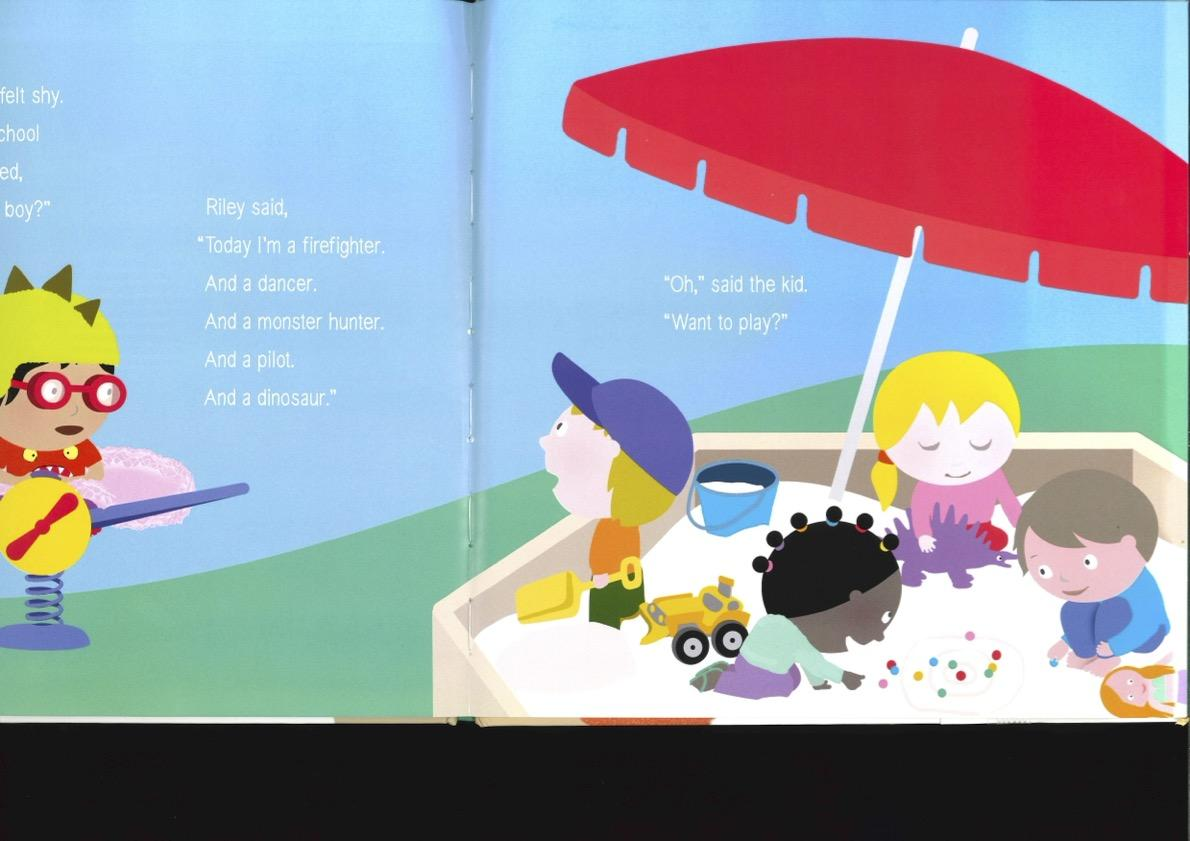 felt shy.
chool
ed,
boy?”
Riley said,
“Today I’m a firefighter.
And a dancer.
And a monster hunter.
And a pilot.
And a dinosaur.”
“Oh,” said the kid.
“Want to play?”